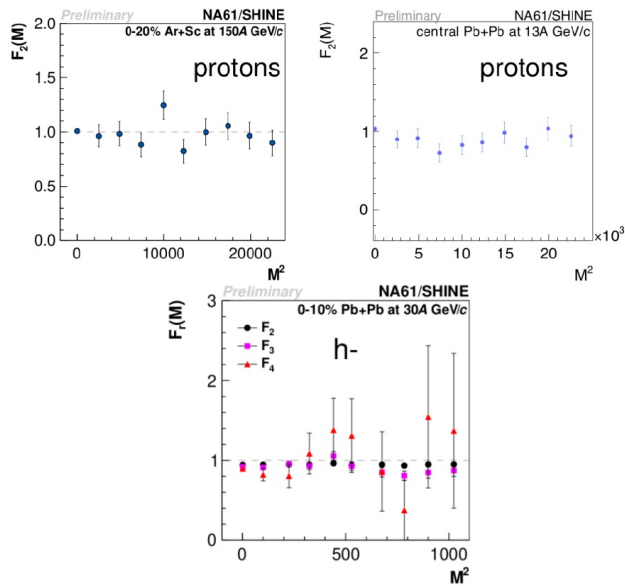 Preliminary NA61/SHINE
0-20% Ar+Sc at 150A GeV/c
protons
F₂(M)
2.0
1.5
1.0
0.5
0.0
0 10000 20000
M²
Preliminary NA61/SHINE
central Pb+Pb at 13A GeV/c
protons
F₂(M)
2
1
0
0 5 10 15 20
×10³
M²
Preliminary NA61/SHINE
0-10% Pb+Pb at 30A GeV/c
h-
F₂
F₃
F₄
Fᵣ(M)
3
2
1
0
0 500 1000
M²